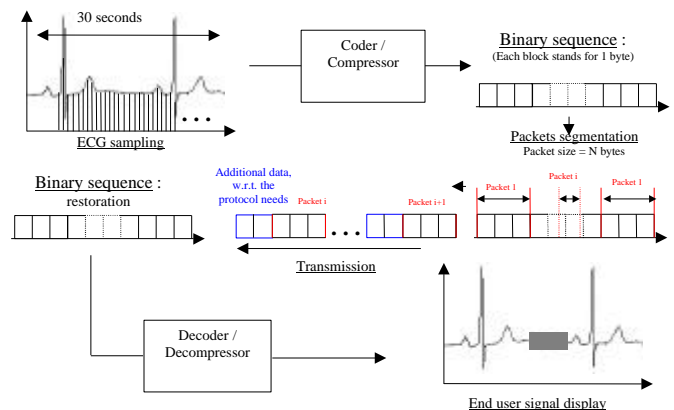 30 seconds
Coder /
Compressor
Binary sequence :
(Each block stands for 1 byte)
ECG sampling
Packets segmentation
Packet size = N bytes
Binary sequence :
restoration
Additional data,
w.r.t. the
protocol needs
Packet i
Packet i+1
Packet 1
Packet i
Packet 1
Transmission
Decoder /
Decompressor
End user signal display